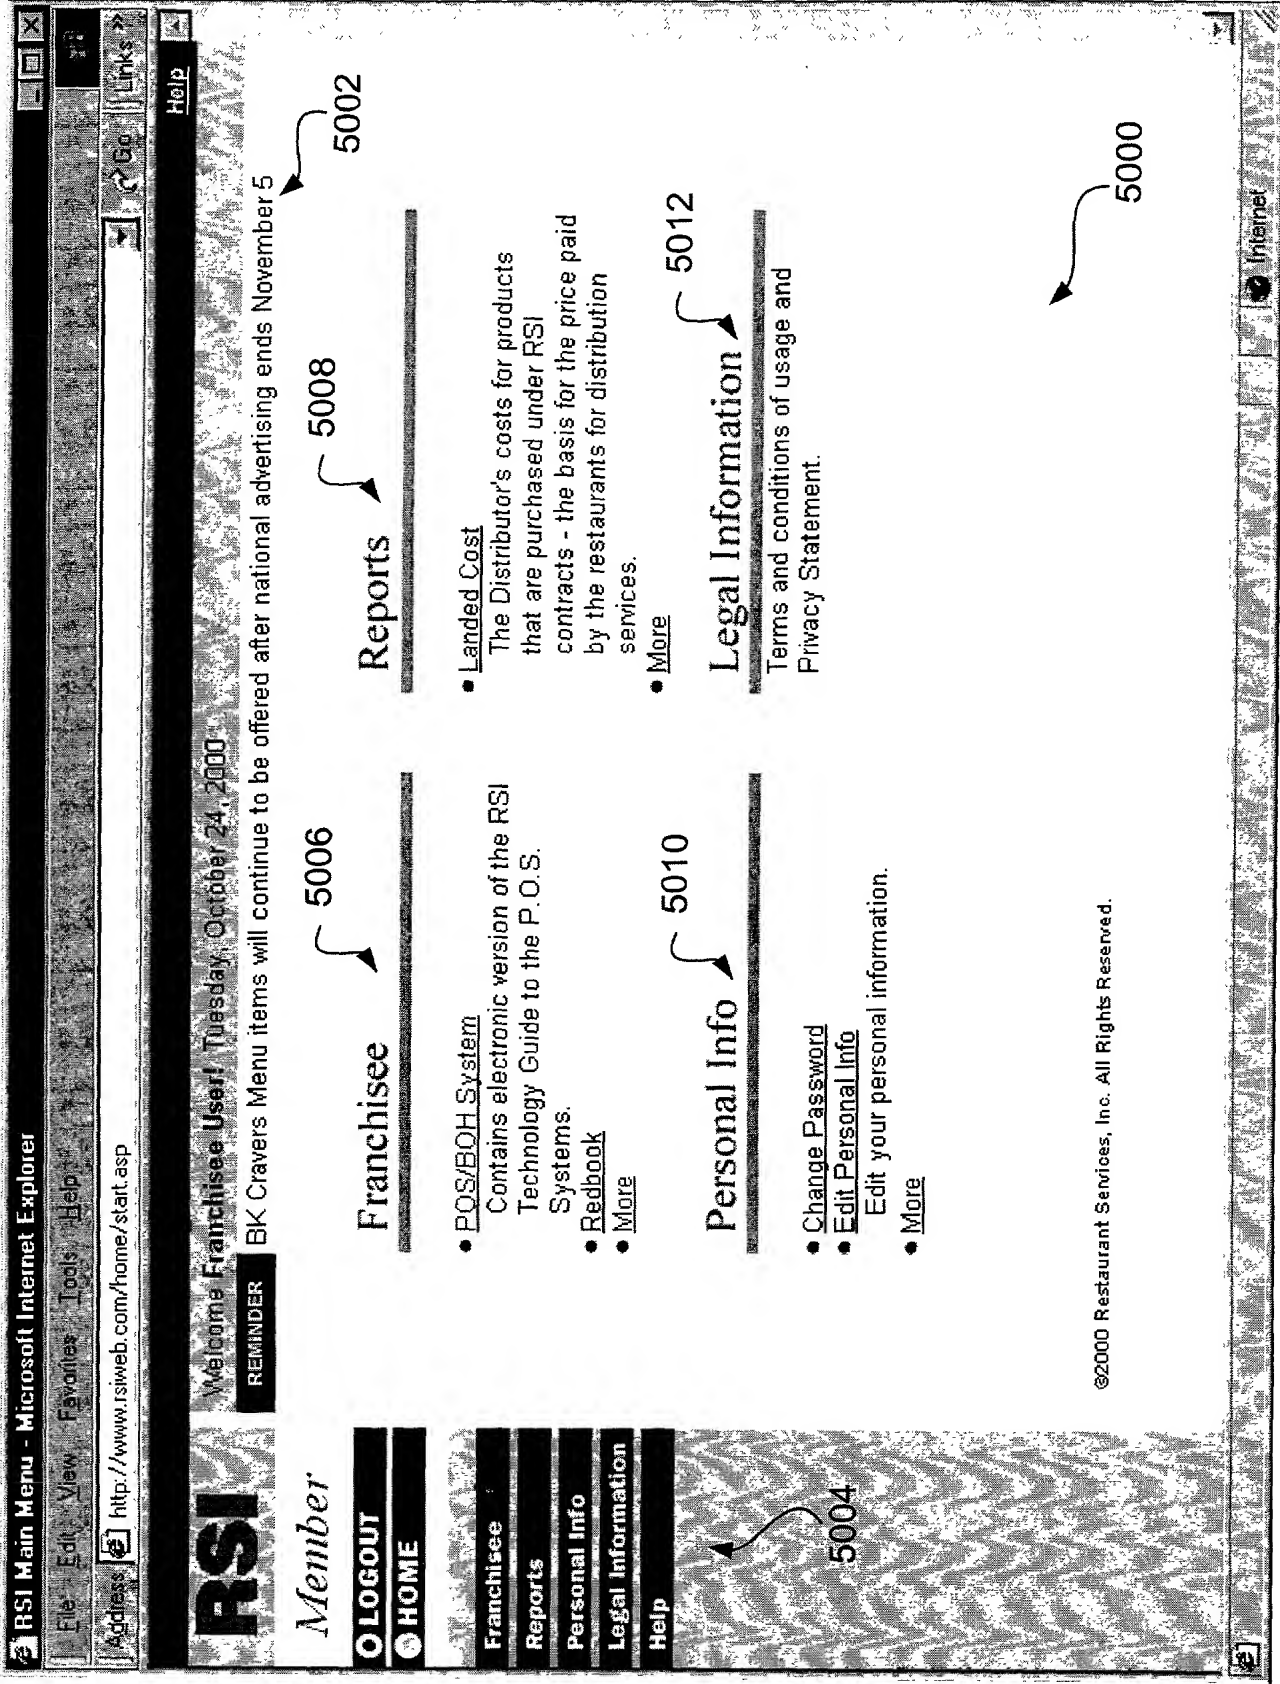 RSI Main Menu - Microsoft Internet Explorer
File Edit View Favorites Tools Help
Address http://www.rsiweb.com/home/start.asp Go Links »
Help
RSI
Welcome Franchisee User! Tuesday, October 24, 2000
REMINDER BK Cravers Menu items will continue to be offered after national advertising ends November 5
5002
Member
LOGOUT
HOME
Franchisee
Reports
Personal Info
Legal Information
Help
5004
5006
Franchisee
• POS/BOH System
Contains electronic version of the RSI
Technology Guide to the P.O.S.
Systems.
• Redbook
• More
5008
Reports
• Landed Cost
The Distributor's costs for products
that are purchased under RSI
contracts - the basis for the price paid
by the restaurants for distribution
services.
• More
5010
Personal Info
• Change Password
• Edit Personal Info
Edit your personal information.
• More
5012
Legal Information
Terms and conditions of usage and
Privacy Statement.
5000
©2000 Restaurant Services, Inc. All Rights Reserved.
Internet